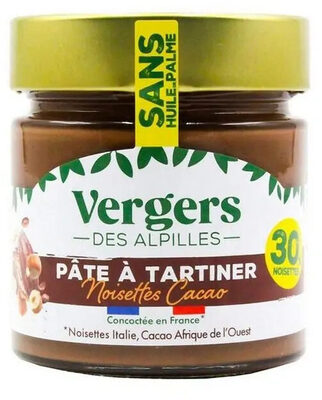 SANS
HUILE DE PALME
Vergers
DES ALPILLES
30
NOISETTES
PÂTE À TARTINER
Noisettes Cacao
Concoctée en France*
*Noisettes Italie, Cacao Afrique de l'Ouest